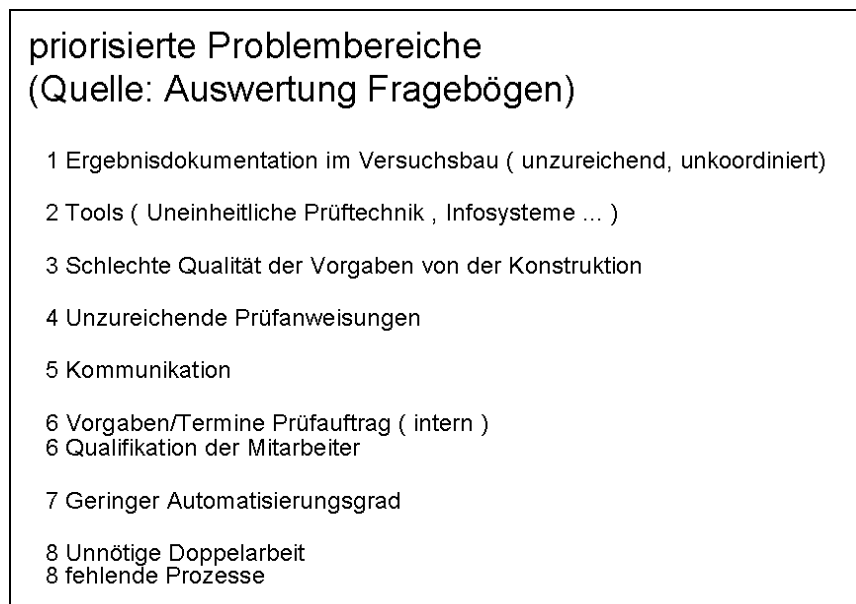 priorisierte Problembereiche
(Quelle: Auswertung Fragebögen)
1 Ergebnisdokumentation im Versuchsbau ( unzureichend, unkoordiniert)
2 Tools ( Uneinheitliche Prüftechnik , Infosysteme ... )
3 Schlechte Qualität der Vorgaben von der Konstruktion
4 Unzureichende Prüfanweisungen
5 Kommunikation
6 Vorgaben/Termine Prüfauftrag ( intern )
6 Qualifikation der Mitarbeiter
7 Geringer Automatisierungsgrad
8 Unnötige Doppelarbeit
8 fehlende Prozesse